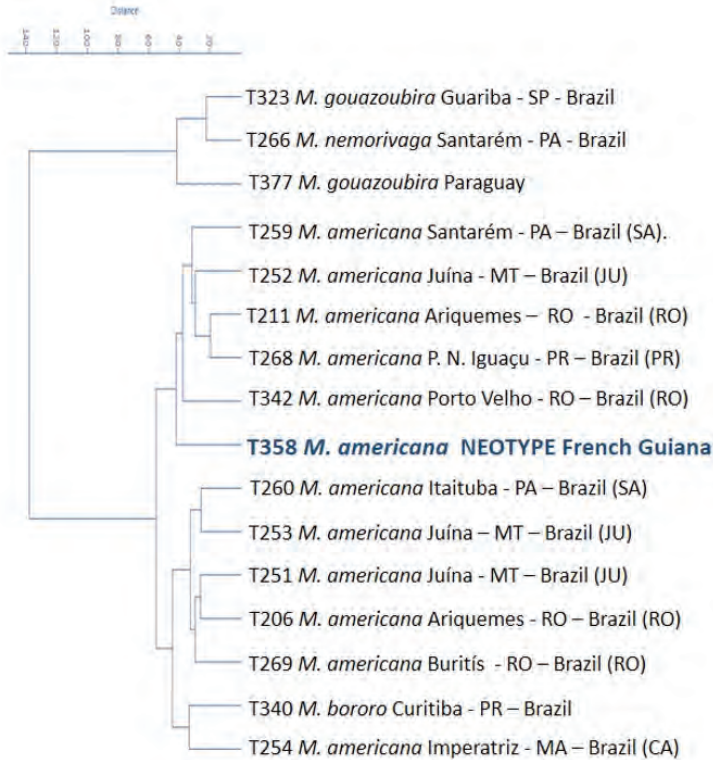 Distance
140 120 100 80 60 40 20
T323 M. gouazoubira Guariba - SP - Brazil
T266 M. nemorivaga Santarém - PA - Brazil
T377 M. gouazoubira Paraguay
T259 M. americana Santarém - PA – Brazil (SA).
T252 M. americana Juína - MT – Brazil (JU)
T211 M. americana Ariquemes – RO - Brazil (RO)
T268 M. americana P. N. Iguaçu - PR – Brazil (PR)
T342 M. americana Porto Velho - RO – Brazil (RO)
T358 M. americana NEOTYPE French Guiana
T260 M. americana Itaituba - PA – Brazil (SA)
T253 M. americana Juína – MT – Brazil (JU)
T251 M. americana Juína - MT – Brazil (JU)
T206 M. americana Ariquemes - RO – Brazil (RO)
T269 M. americana Buritís - RO – Brazil (RO)
T340 M. bororo Curitiba - PR – Brazil
T254 M. americana Imperatriz - MA – Brazil (CA)